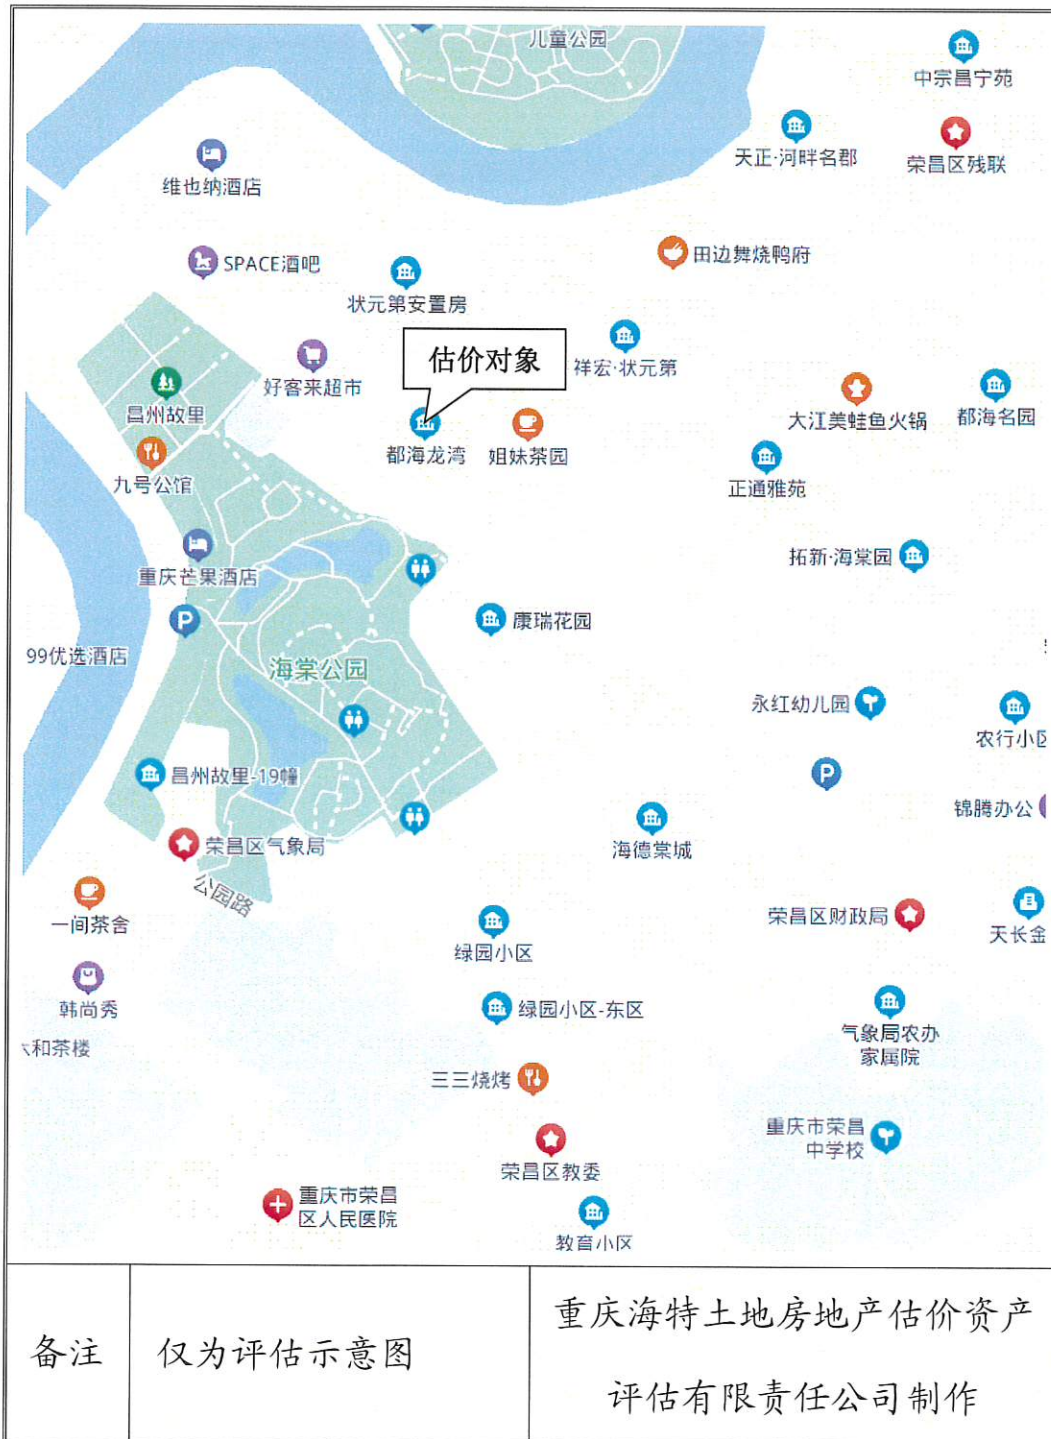 儿童公园
中宗昌宁苑
天正·河畔名郡
荣昌区残联
维也纳酒店
田边舞烧鸭府
SPACE酒吧
状元第安置房
估价对象
祥宏·状元第
好客来超市
昌州故里
大江美蛙鱼火锅
都海名园
都海龙湾
姐妹茶园
九号公馆
正通雅苑
拓新·海棠园
重庆芒果酒店
P
康瑞花园
99优选酒店
海棠公园
永红幼儿园
农行小区
昌州故里-19幢
P
锦腾办公
荣昌区气象局
海德棠城
公园路
一间茶舍
荣昌区财政局
天长金
绿园小区
韩尚秀
绿园小区-东区
气象局农办
家属院
和茶楼
三三烧烤
重庆市荣昌
中学校
荣昌区教委
重庆市荣昌
区人民医院
教育小区
备注
仅为评估示意图
重庆海特土地房地产估价资产
评估有限责任公司制作